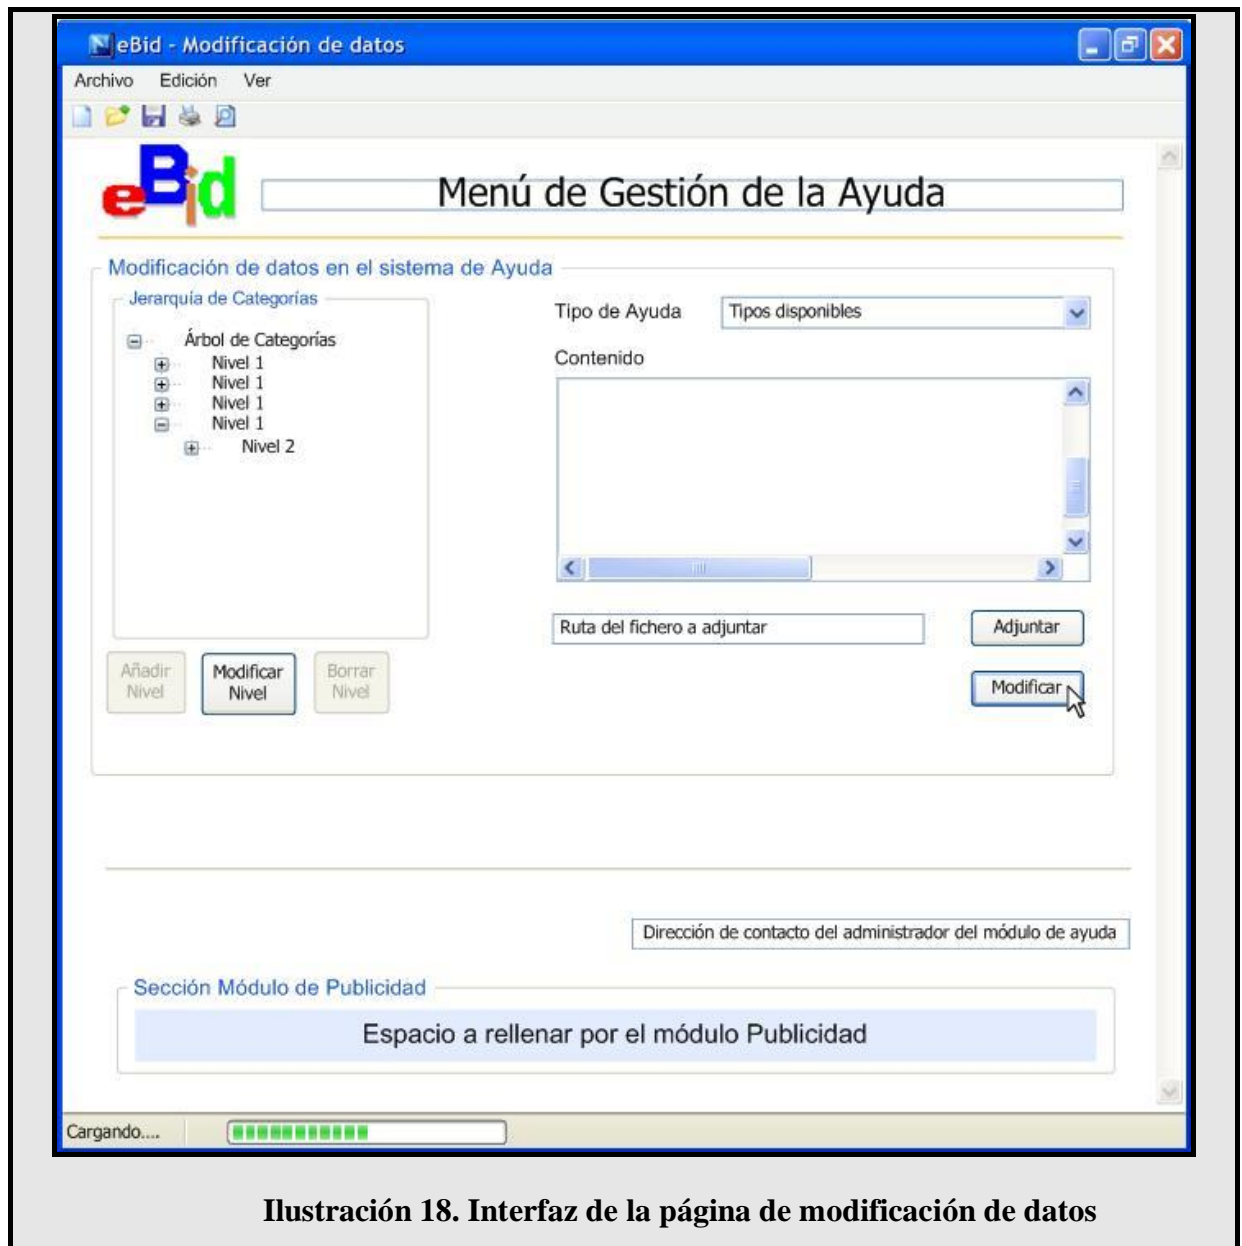 eBid - Modificación de datos
Archivo Edición Ver
eBid
Menú de Gestión de la Ayuda
Modificación de datos en el sistema de Ayuda
Jerarquía de Categorías
Árbol de Categorías
Nivel 1
Nivel 1
Nivel 1
Nivel 1
Nivel 2
Tipo de Ayuda Tipos disponibles
Contenido
Ruta del fichero a adjuntar Adjuntar
Añadir Nivel
Modificar Nivel
Borrar Nivel
Modificar
Dirección de contacto del administrador del módulo de ayuda
Sección Módulo de Publicidad
Espacio a rellenar por el módulo Publicidad
Cargando....
Ilustración 18. Interfaz de la página de modificación de datos